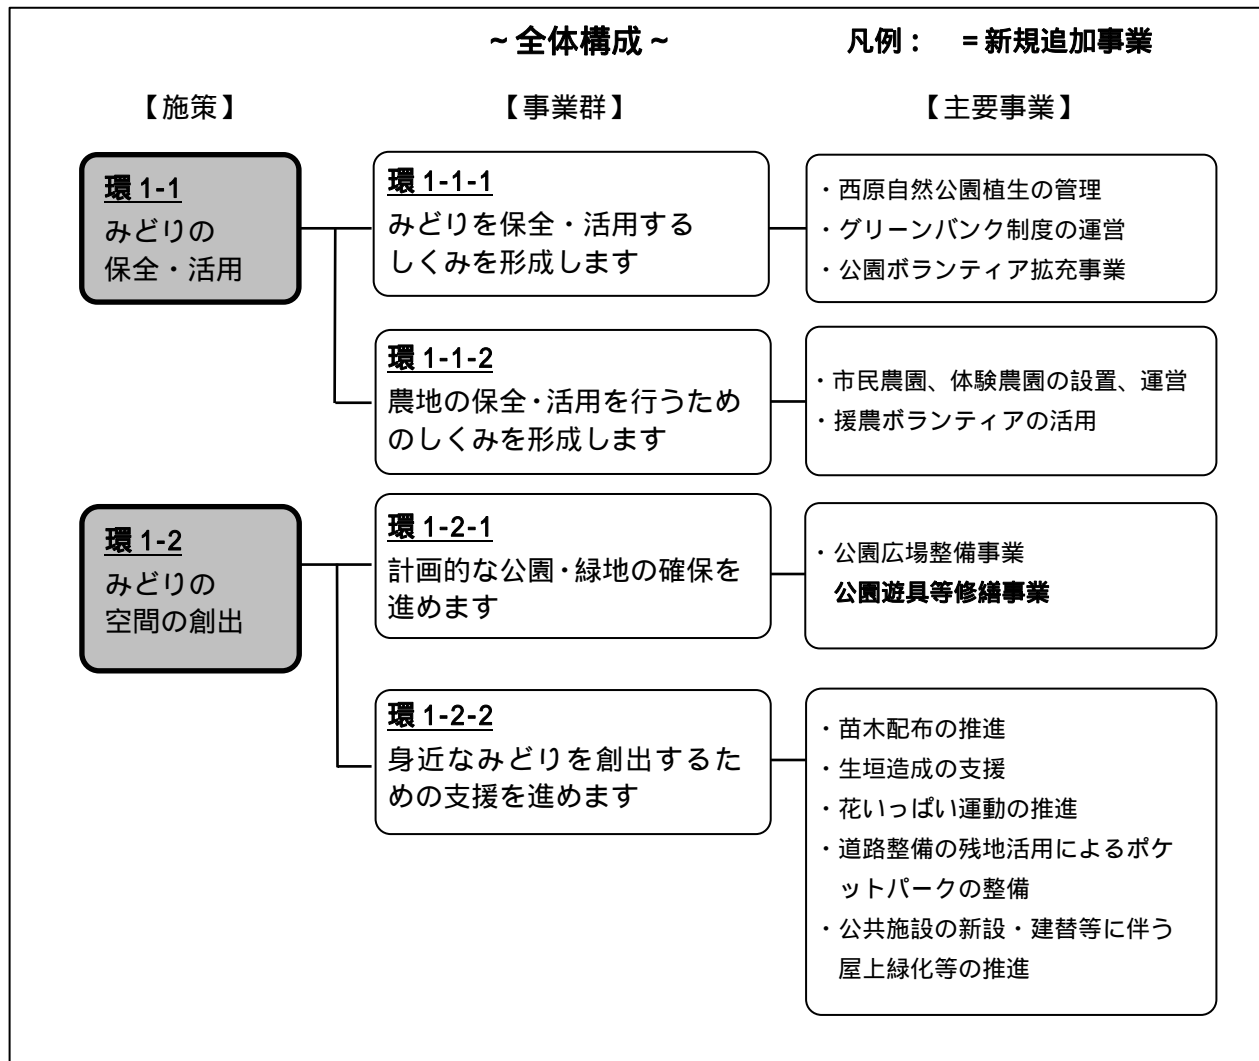 ~全体構成~
凡例： =新規追加事業
【施策】
【事業群】
【主要事業】
環 1-1
みどりの
保全・活用
環 1-1-1
みどりを保全・活用する
しくみを形成します
・西原自然公園植生の管理
・グリーンバンク制度の運営
・公園ボランティア拡充事業
環 1-1-2
農地の保全・活用を行うため
のしくみを形成します
・市民農園、体験農園の設置、運営
・援農ボランティアの活用
環 1-2
みどりの
空間の創出
環 1-2-1
計画的な公園・緑地の確保を
進めます
・公園広場整備事業
公園遊具等修繕事業
環 1-2-2
身近なみどりを創出するた
めの支援を進めます
・苗木配布の推進
・生垣造成の支援
・花いっぱい運動の推進
・道路整備の残地活用によるポケ
ットパークの整備
・公共施設の新設・建替等に伴う
屋上緑化等の推進